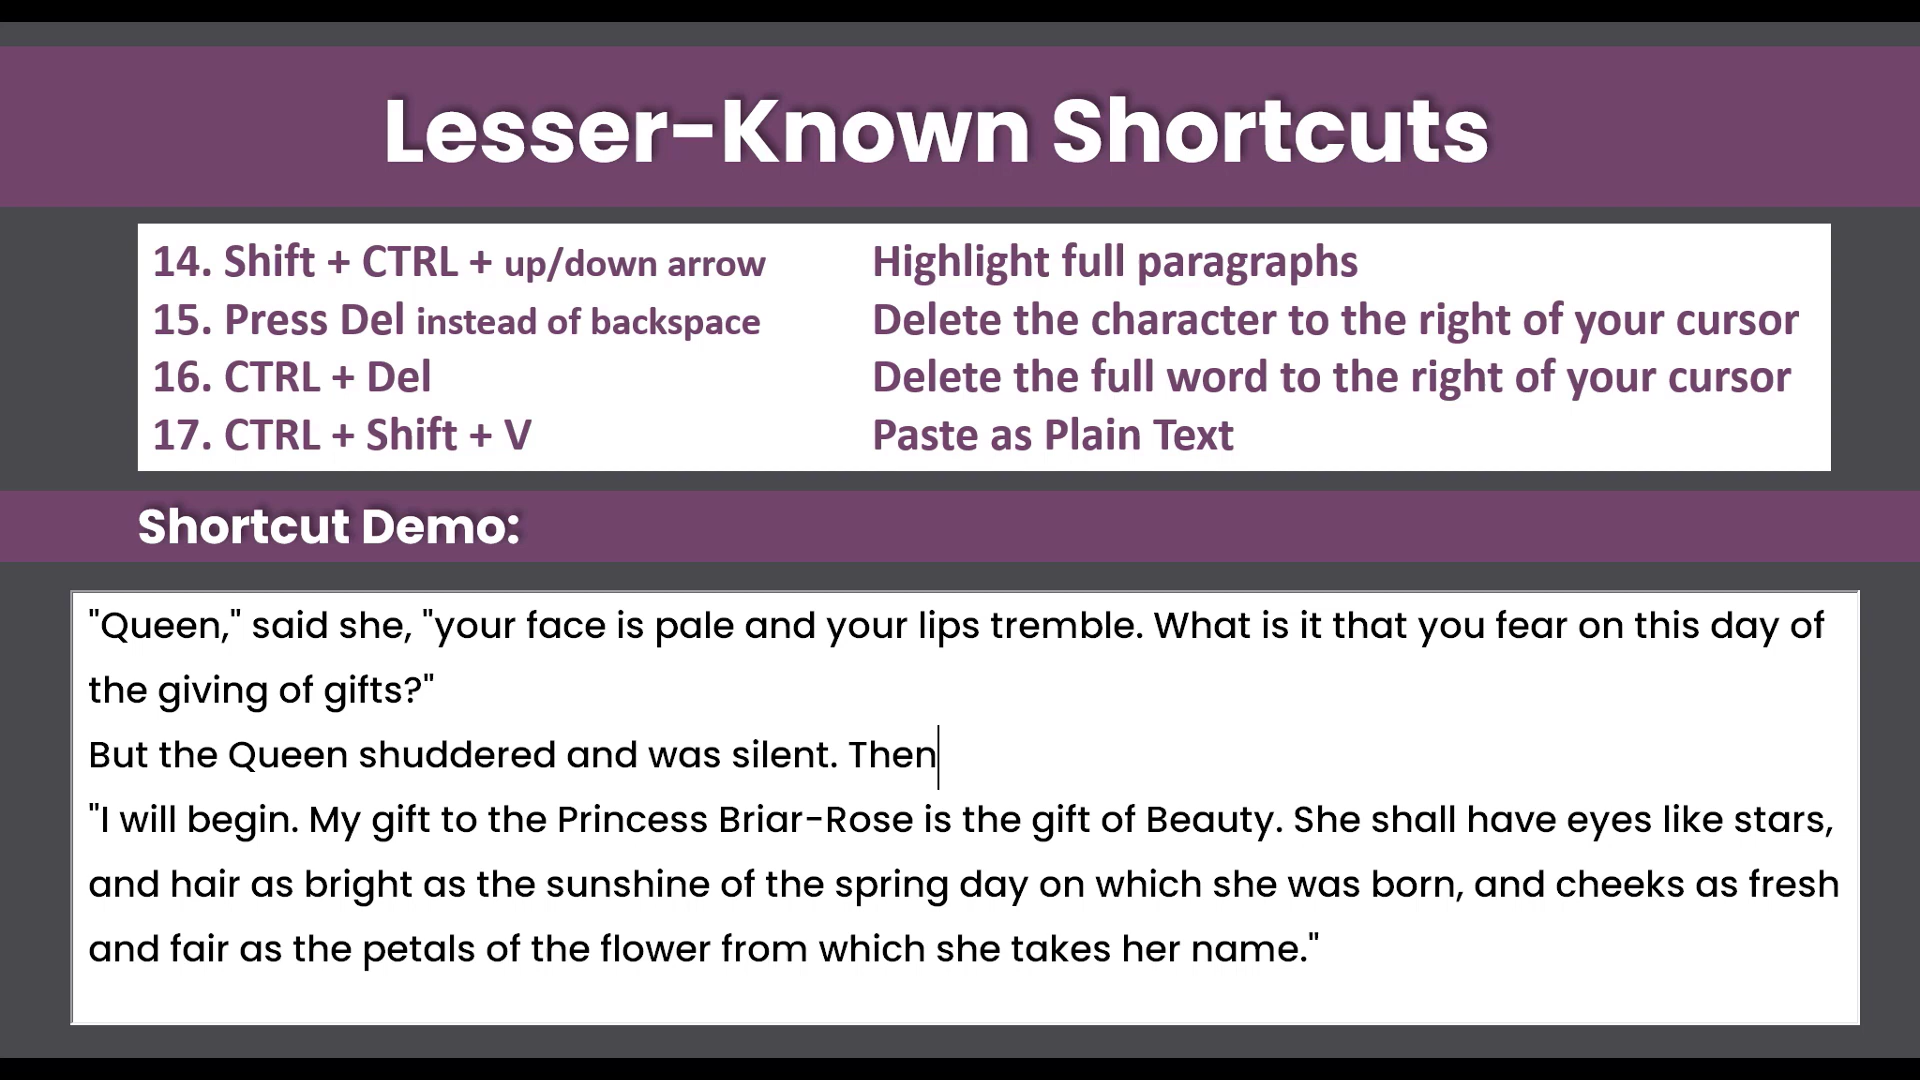 Lesser-Known Shortcuts
14. Shift + CTRL + up/down arrow Highlight full paragraphs
15. Press Del instead of backspace Delete the character to the right of your cursor
16. CTRL + Del Delete the full word to the right of your cursor
17. CTRL + Shift + V Paste as Plain Text
Shortcut Demo:
"Queen," said she, "your face is pale and your lips tremble. What is it that you fear on this day of
the giving of gifts?"
But the Queen shuddered and was silent. Then
"I will begin. My gift to the Princess Briar-Rose is the gift of Beauty. She shall have eyes like stars,
and hair as bright as the sunshine of the spring day on which she was born, and cheeks as fresh
and fair as the petals of the flower from which she takes her name."